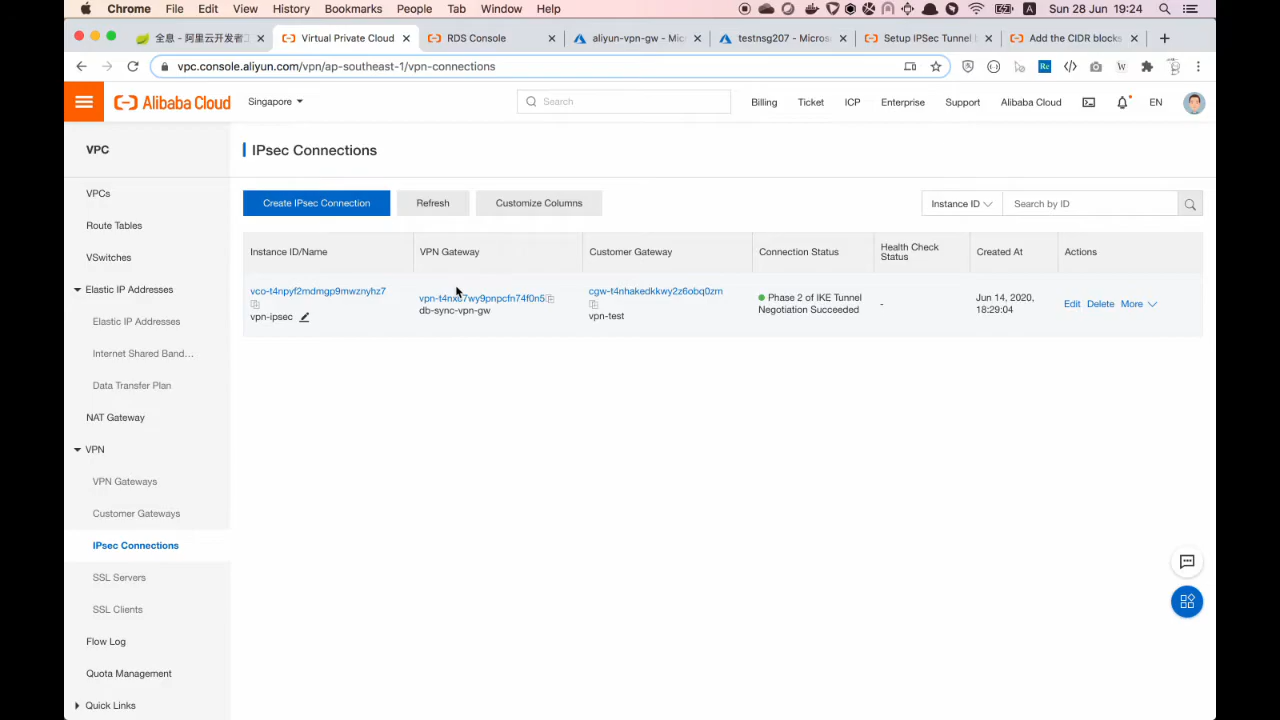 Chrome File Edit View History Bookmarks People Tab Window Help Sun 28 Jun 19:24
全息 - 阿里云开发者工 Virtual Private Cloud RDS Console aliyun-vpn-gw - Micr testnsg207 - Microso Setup IPSec Tunnel b Add the CIDR blocks
vpc.console.aliyun.com/vpn/ap-southeast-1/vpn-connections
Alibaba Cloud Singapore Search Billing Ticket ICP Enterprise Support Alibaba Cloud EN
VPC
IPsec Connections
VPCs
Route Tables
VSwitches
Elastic IP Addresses
Elastic IP Addresses
Internet Shared Band...
Data Transfer Plan
NAT Gateway
VPN
VPN Gateways
Customer Gateways
IPsec Connections
SSL Servers
SSL Clients
Flow Log
Quota Management
Quick Links
Create IPsec Connection Refresh Customize Columns Instance ID Search by ID
Instance ID/Name VPN Gateway Customer Gateway Connection Status Health Check Status Created At Actions
vco-t4npyf2mdmgp9mwznyhz7
vpn-ipsec
db-sync-vpn-gw
cgw-t4nhakedkkwy2z6obq0zm
vpn-test
Phase 2 of IKE Tunnel
Negotiation Succeeded
-
Jun 14, 2020,
18:29:04
Edit Delete More